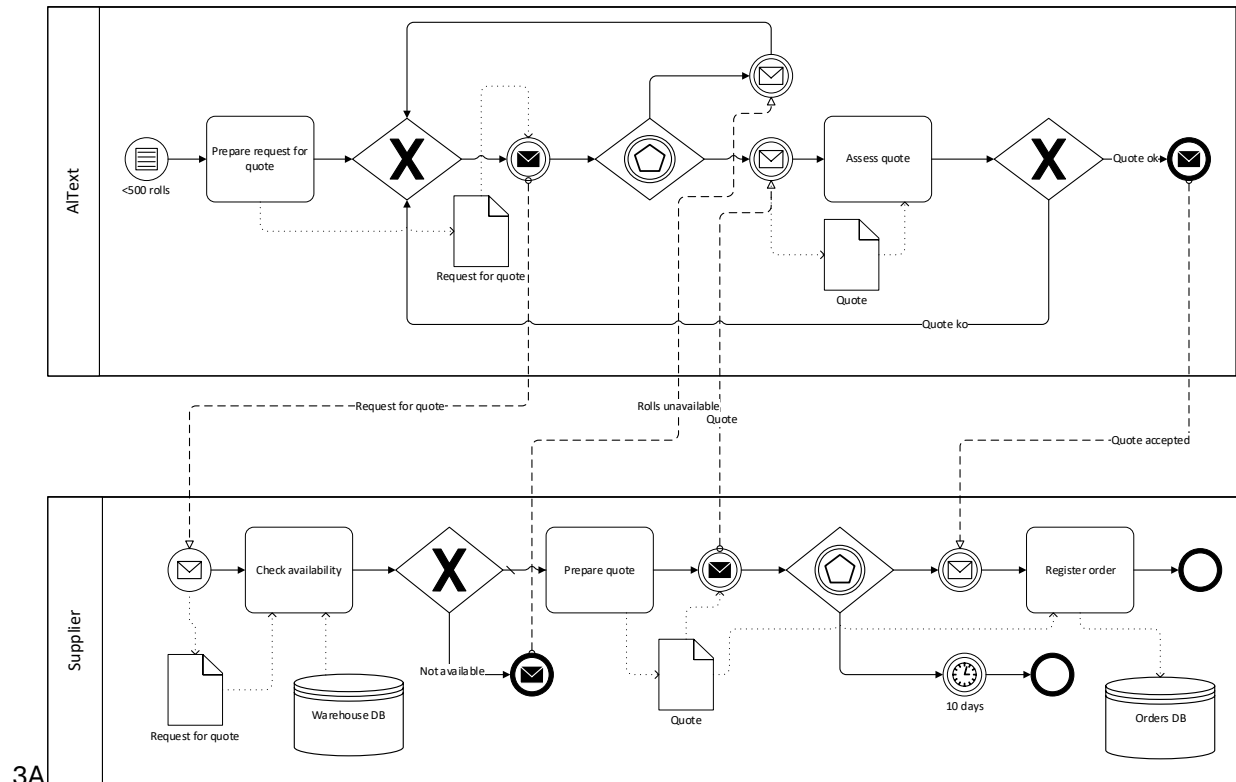 AlText
<500 rolls
Prepare request for
quote
Request for quote
Assess quote
Quote
Quote ok
Quote ko
Request for quote
Rolls unavailable
Quote
Quote accepted
Supplier
Check availability
Prepare quote
Register order
Not available
Request for quote
Warehouse DB
Quote
10 days
Orders DB
3A